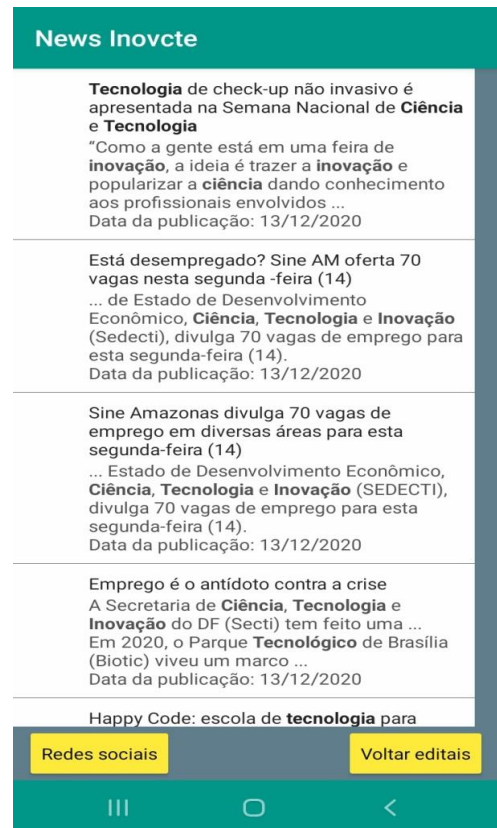 News Inovcte
Tecnologia de check-up não invasivo é
apresentada na Semana Nacional de Ciência
e Tecnologia
“Como a gente está em uma feira de
inovação, a ideia é trazer a inovação e
popularizar a ciência dando conhecimento
aos profissionais envolvidos ...
Data da publicação: 13/12/2020
Está desempregado? Sine AM oferta 70
vagas nesta segunda -feira (14)
... de Estado de Desenvolvimento
Econômico, Ciência, Tecnologia e Inovação
(Sedecti), divulga 70 vagas de emprego para
esta segunda-feira (14).
Data da publicação: 13/12/2020
Sine Amazonas divulga 70 vagas de
emprego em diversas áreas para esta
segunda-feira (14)
... Estado de Desenvolvimento Econômico,
Ciência, Tecnologia e Inovação (SEDECTI),
divulga 70 vagas de emprego para esta
segunda-feira (14).
Data da publicação: 13/12/2020
Emprego é o antídoto contra a crise
A Secretaria de Ciência, Tecnologia e
Inovação do DF (Secti) tem feito uma ...
Em 2020, o Parque Tecnológico de Brasília
(Biotic) viveu um marco ...
Data da publicação: 13/12/2020
Happy Code: escola de tecnologia para
Redes sociais
Voltar editais